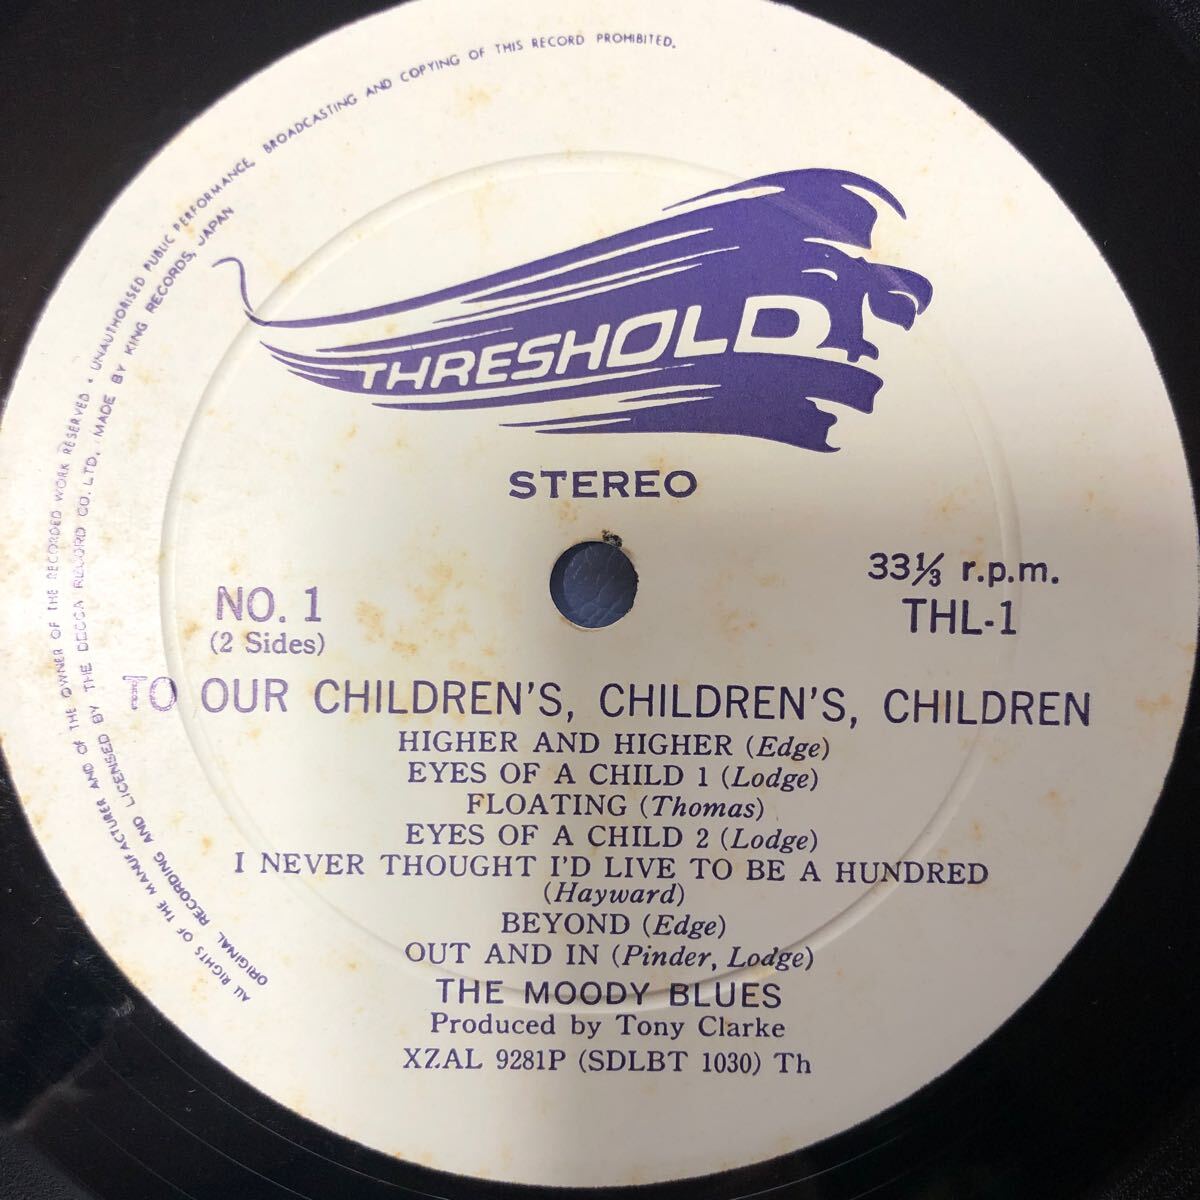 ALL RIGHTS OF THE MANUFACTURER AND OF THE OWNER OF THE RECORDED WORK RESERVED • UNAUTHORISED PUBLIC PERFORMANCE, BROADCASTING AND COPYING OF THIS RECORD PROHIBITED.
ORIGINAL RECORDING AND LICENSED BY THE DECCA RECORD CO. LTD. MADE BY KING RECORDS, JAPAN
THRESHOLD
STEREO
33⅓ r.p.m.
THL-1
NO. 1
(2 Sides)
TO OUR CHILDREN'S, CHILDREN'S, CHILDREN
HIGHER AND HIGHER (Edge)
EYES OF A CHILD 1 (Lodge)
FLOATING (Thomas)
EYES OF A CHILD 2 (Lodge)
I NEVER THOUGHT I'D LIVE TO BE A HUNDRED
(Hayward)
BEYOND (Edge)
OUT AND IN (Pinder, Lodge)
THE MOODY BLUES
Produced by Tony Clarke
XZAL 9281P (SDLBT 1030) Th